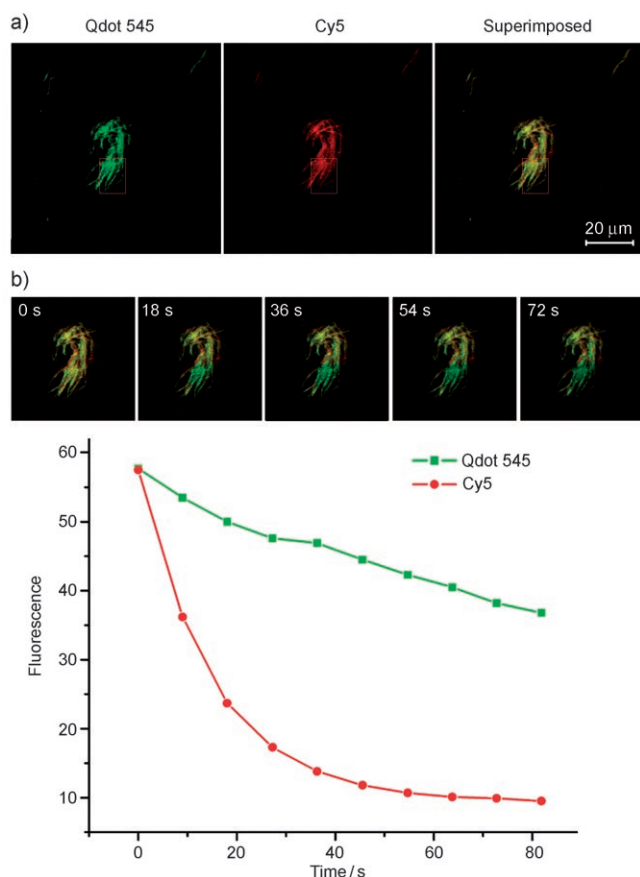 a)
Qdot 545 Cy5 Superimposed
20 μm
b)
0 s 18 s 36 s 54 s 72 s
60
Qdot 545
Cy5
50
40
Fluorescence
30
20
10
0 20 40 60 80
Time / s